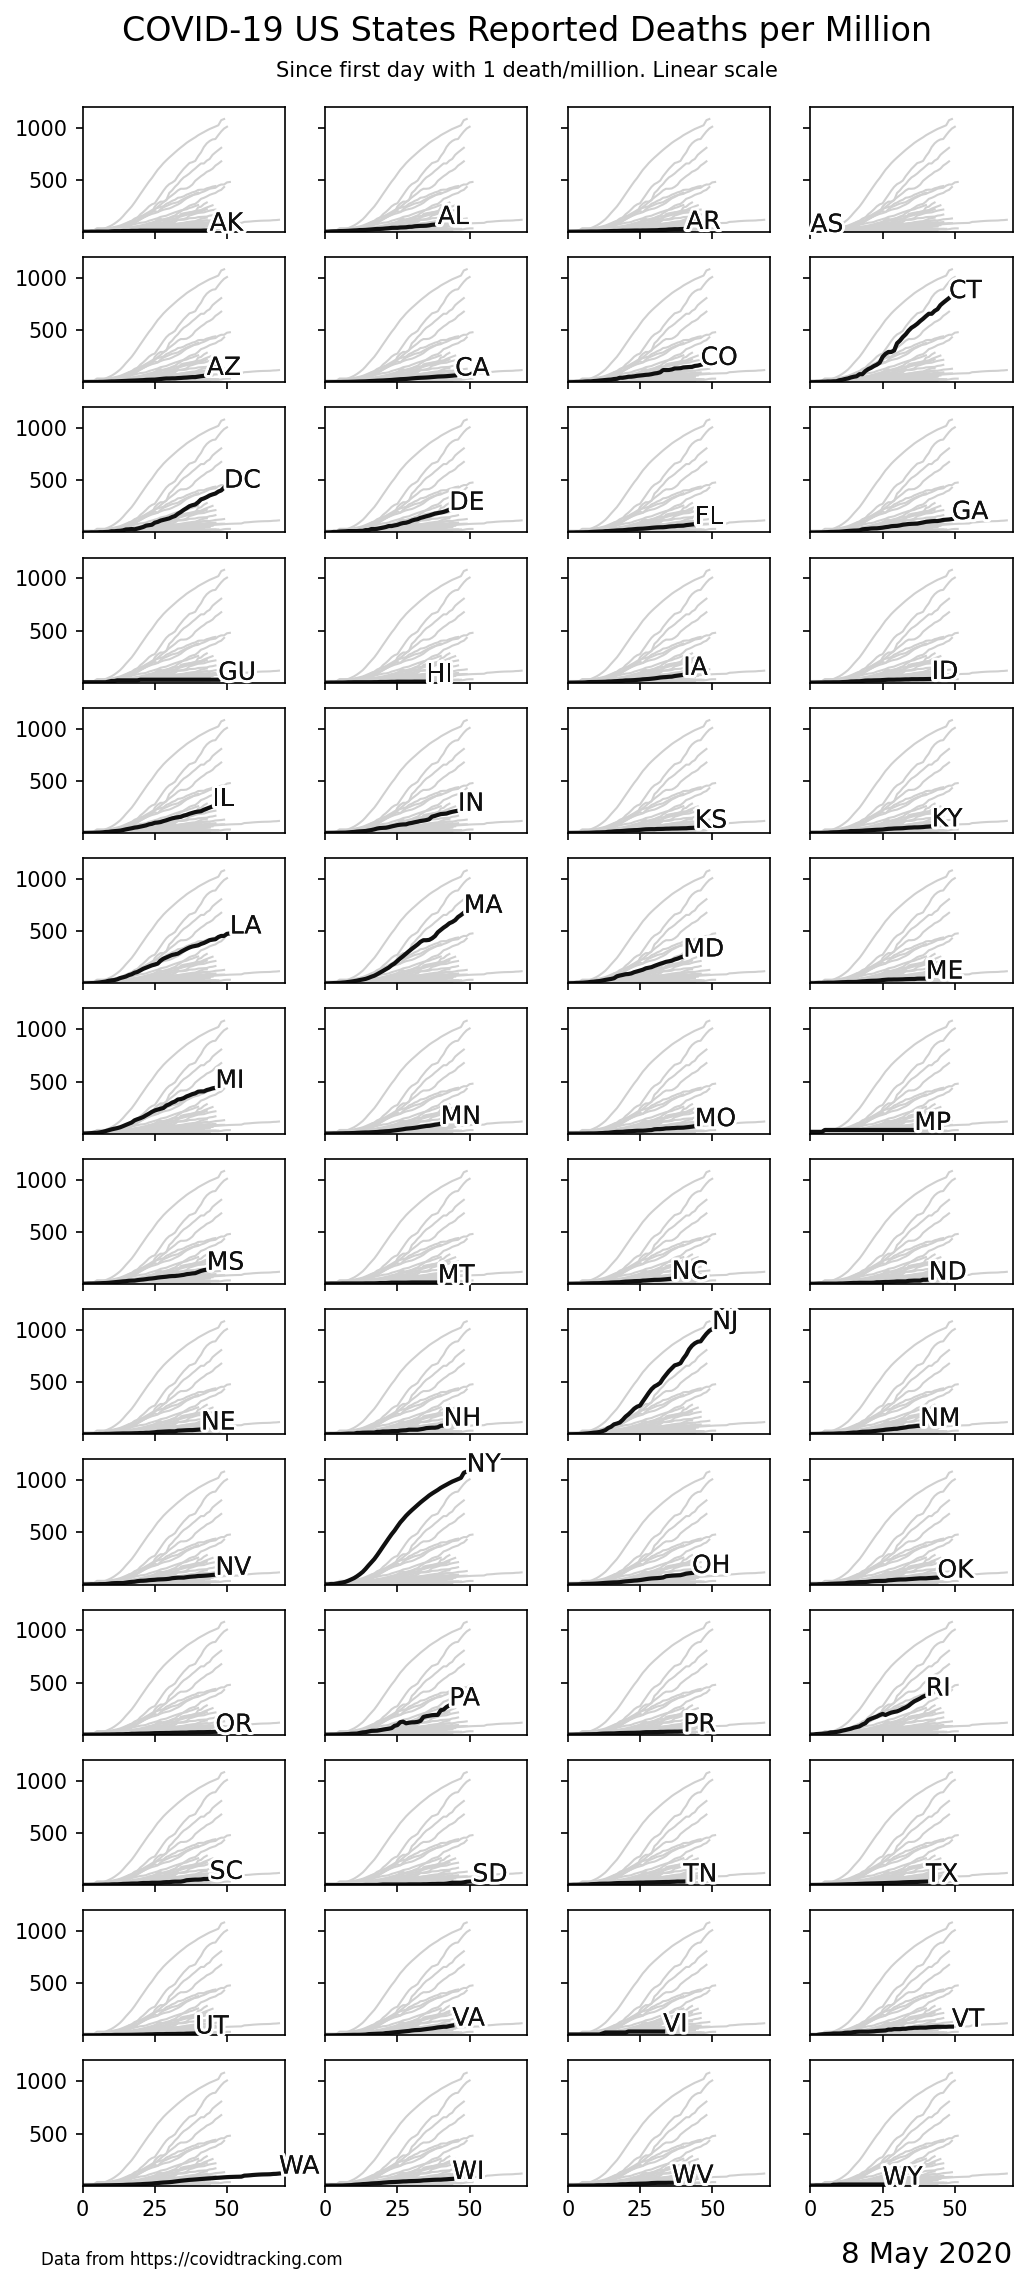 COVID-19 US States Reported Deaths per Million
Since first day with 1 death/million. Linear scale
1000
500
AK
AL
AR
AS
1000
500
AZ
CA
CO
CT
1000
500
DC
DE
FL
GA
1000
500
GU
HI
IA
ID
1000
500
IL
IN
KS
KY
1000
500
LA
MA
MD
ME
1000
500
MI
MN
MO
MP
1000
500
MS
MT
NC
ND
1000
500
NE
NH
NJ
NM
1000
500
NV
NY
OH
OK
1000
500
OR
PA
PR
RI
1000
500
SC
SD
TN
TX
1000
500
UT
VA
VI
VT
1000
500
WA
WI
WV
WY
0 25 50 0 25 50 0 25 50 0 25 50
Data from https://covidtracking.com
8 May 2020